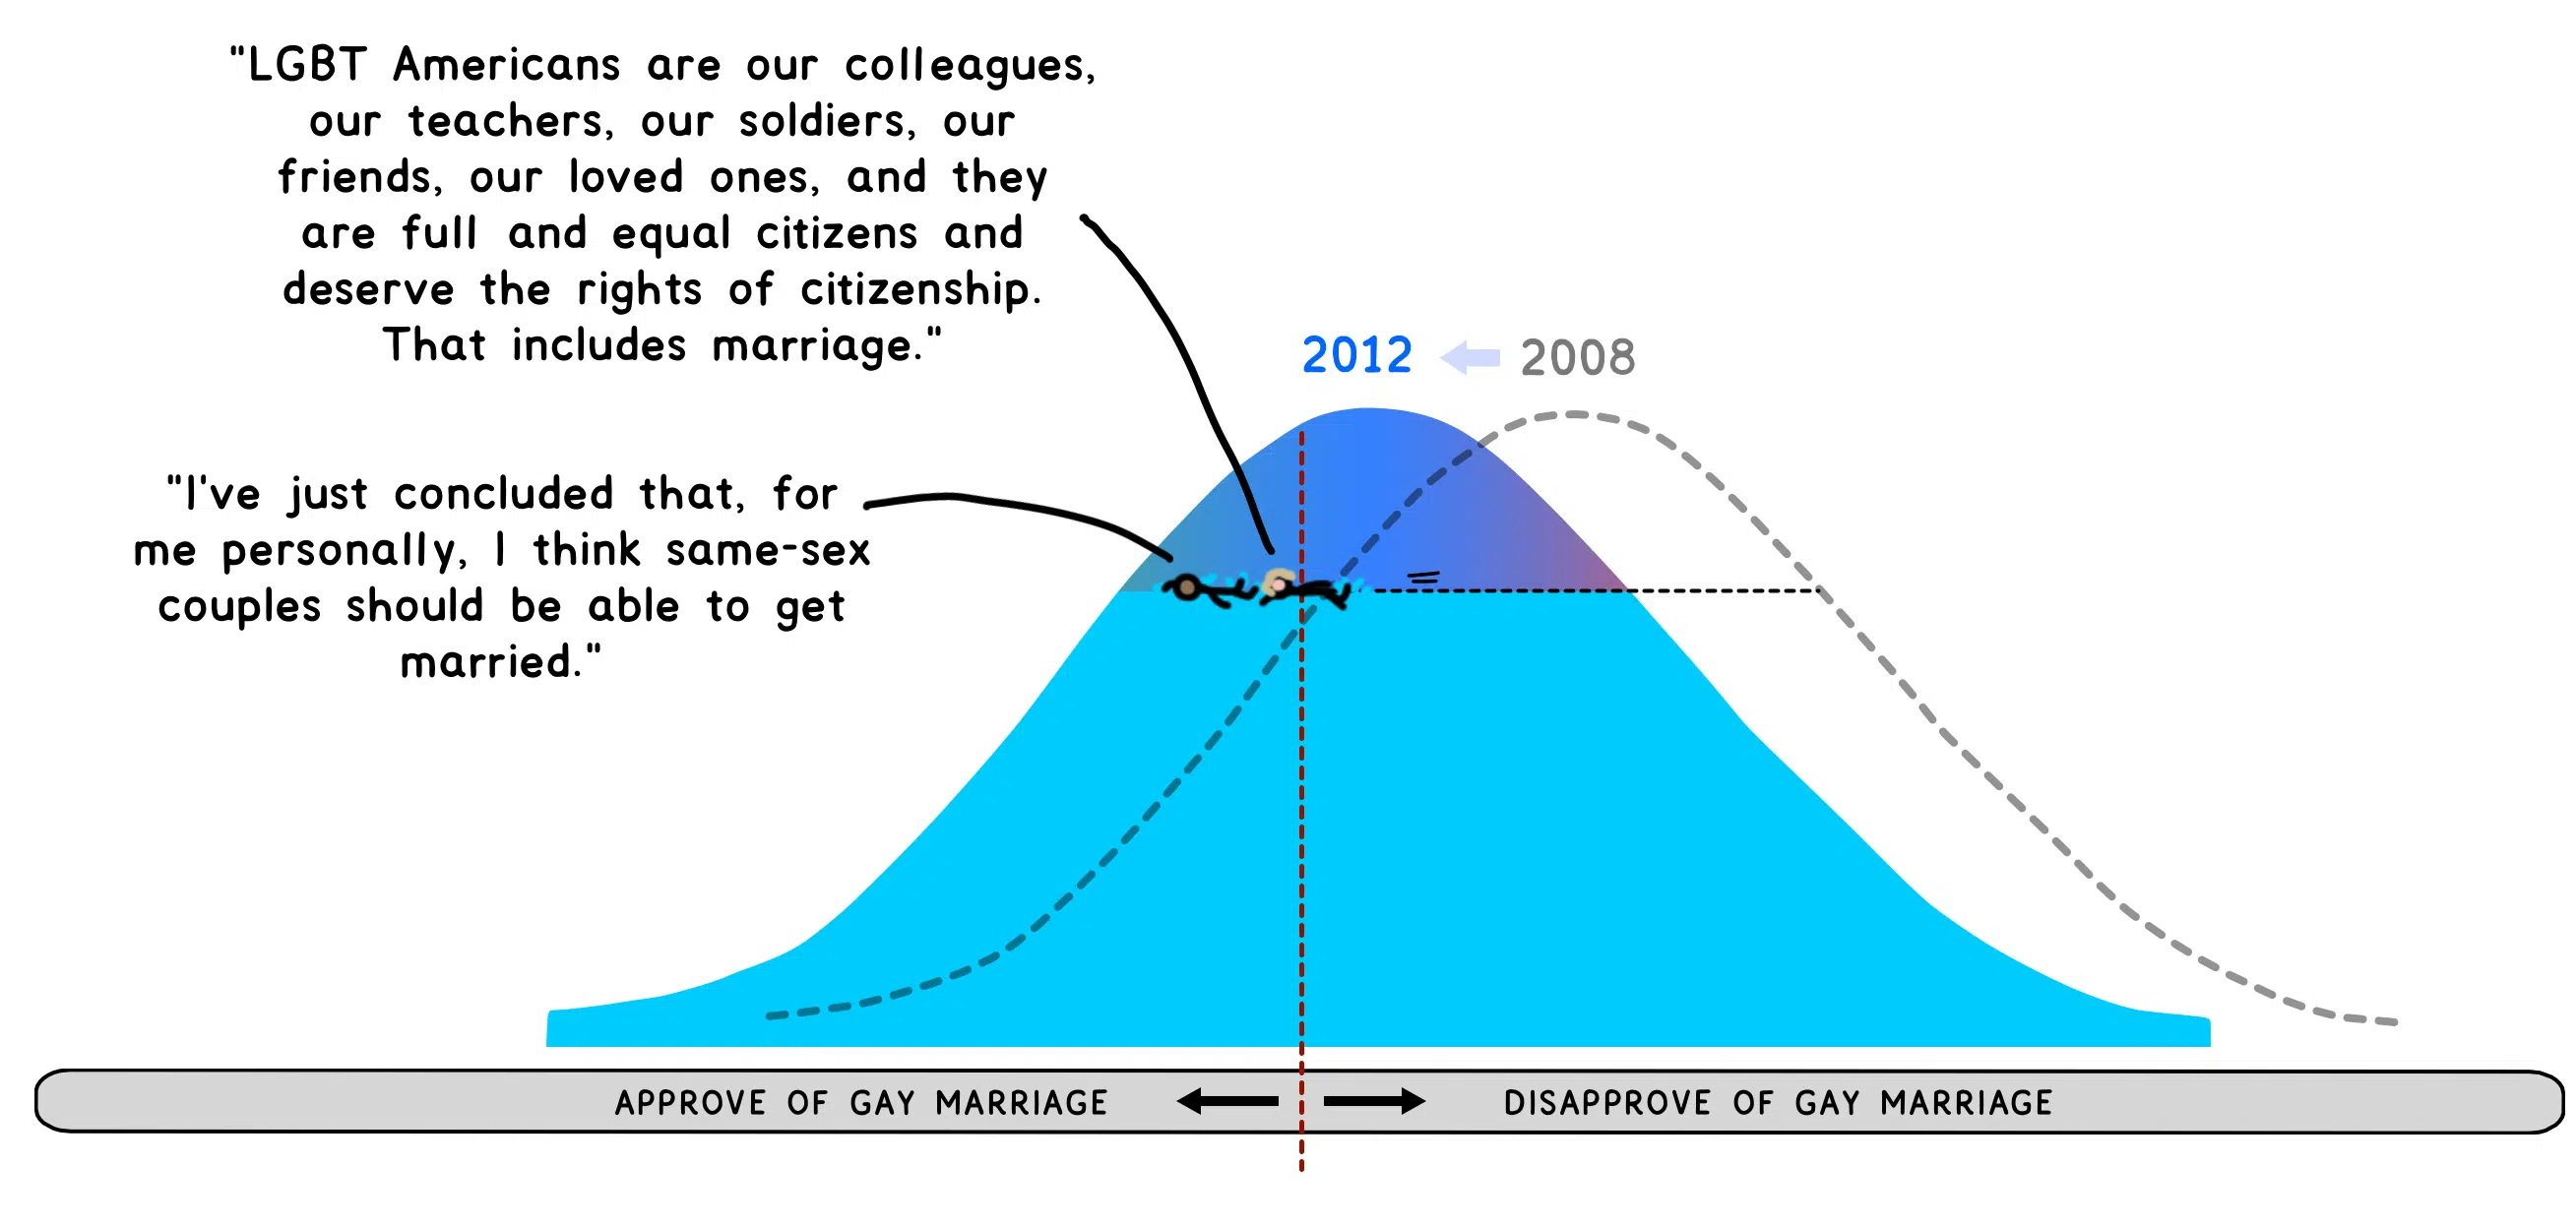 "LGBT Americans are our colleagues,
our teachers, our soldiers, our
friends, our loved ones, and they
are full and equal citizens and
deserve the rights of citizenship.
That includes marriage."
"I've just concluded that, for
me personally, I think same-sex
couples should be able to get
married."
2012 2008
APPROVE OF GAY MARRIAGE DISAPPROVE OF GAY MARRIAGE